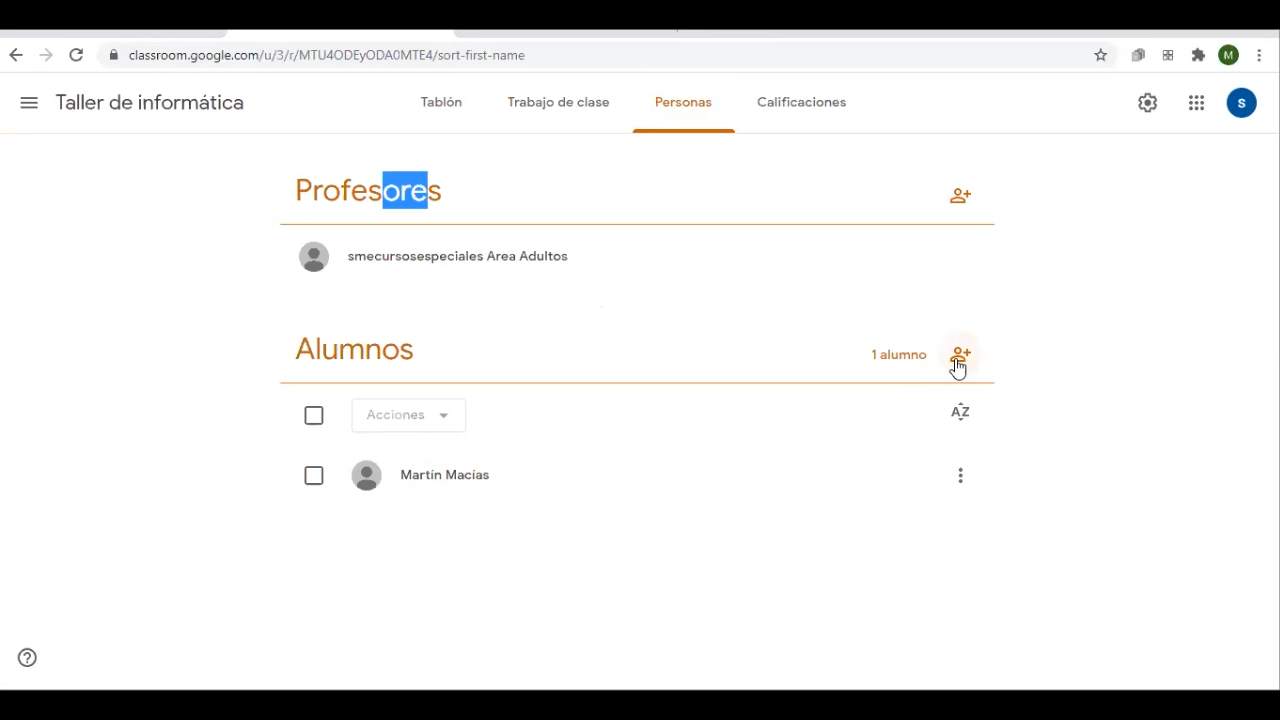 classroom.google.com/u/3/r/MTU4ODEyODA0MTE4/sort-first-name
M
Taller de informática
Tablón
Trabajo de clase
Personas
Calificaciones
S
Profesores
smecursosespeciales Area Adultos
Alumnos
1 alumno
Acciones
AZ
Martín Macías